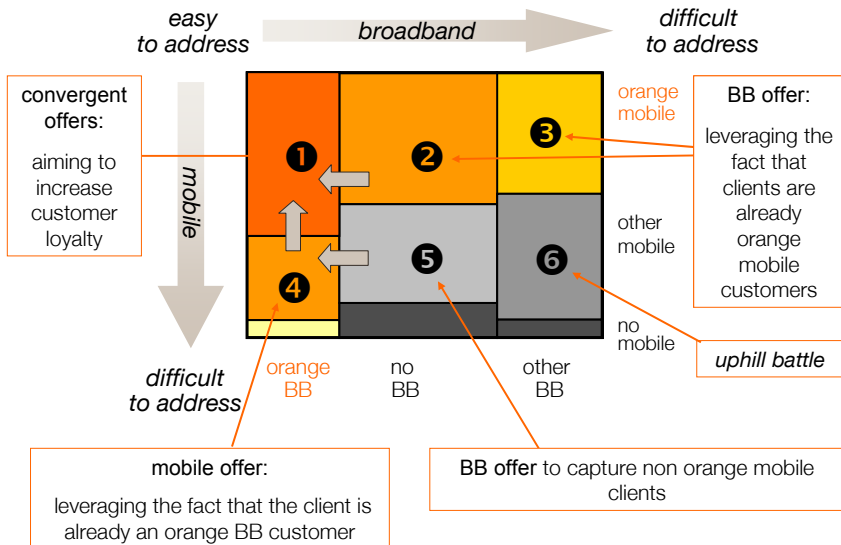 easy
to address
broadband
difficult
to address
convergent
offers:
aiming to
increase
customer
loyalty
mobile
orange
mobile
BB offer:
leveraging the
fact that
clients are
already
orange
mobile
customers
1
2
3
other
mobile
4
5
6
no
mobile
uphill battle
orange
BB
no
BB
other
BB
difficult
to address
mobile offer:
leveraging the fact that the client is
already an orange BB customer
BB offer to capture non orange mobile
clients